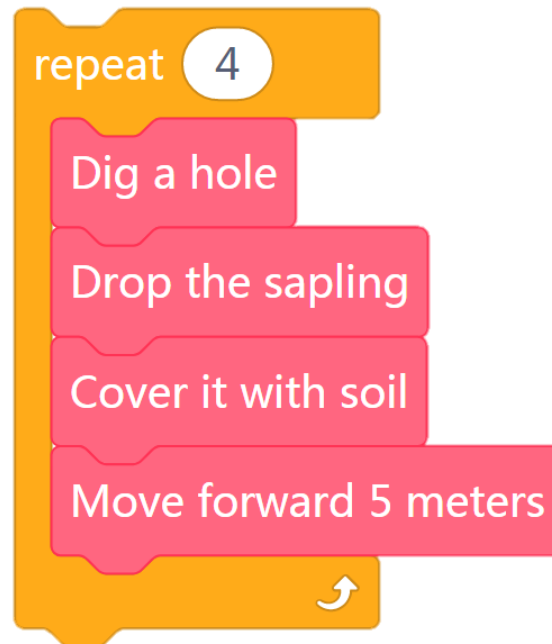 repeat 4
Dig a hole
Drop the sapling
Cover it with soil
Move forward 5 meters